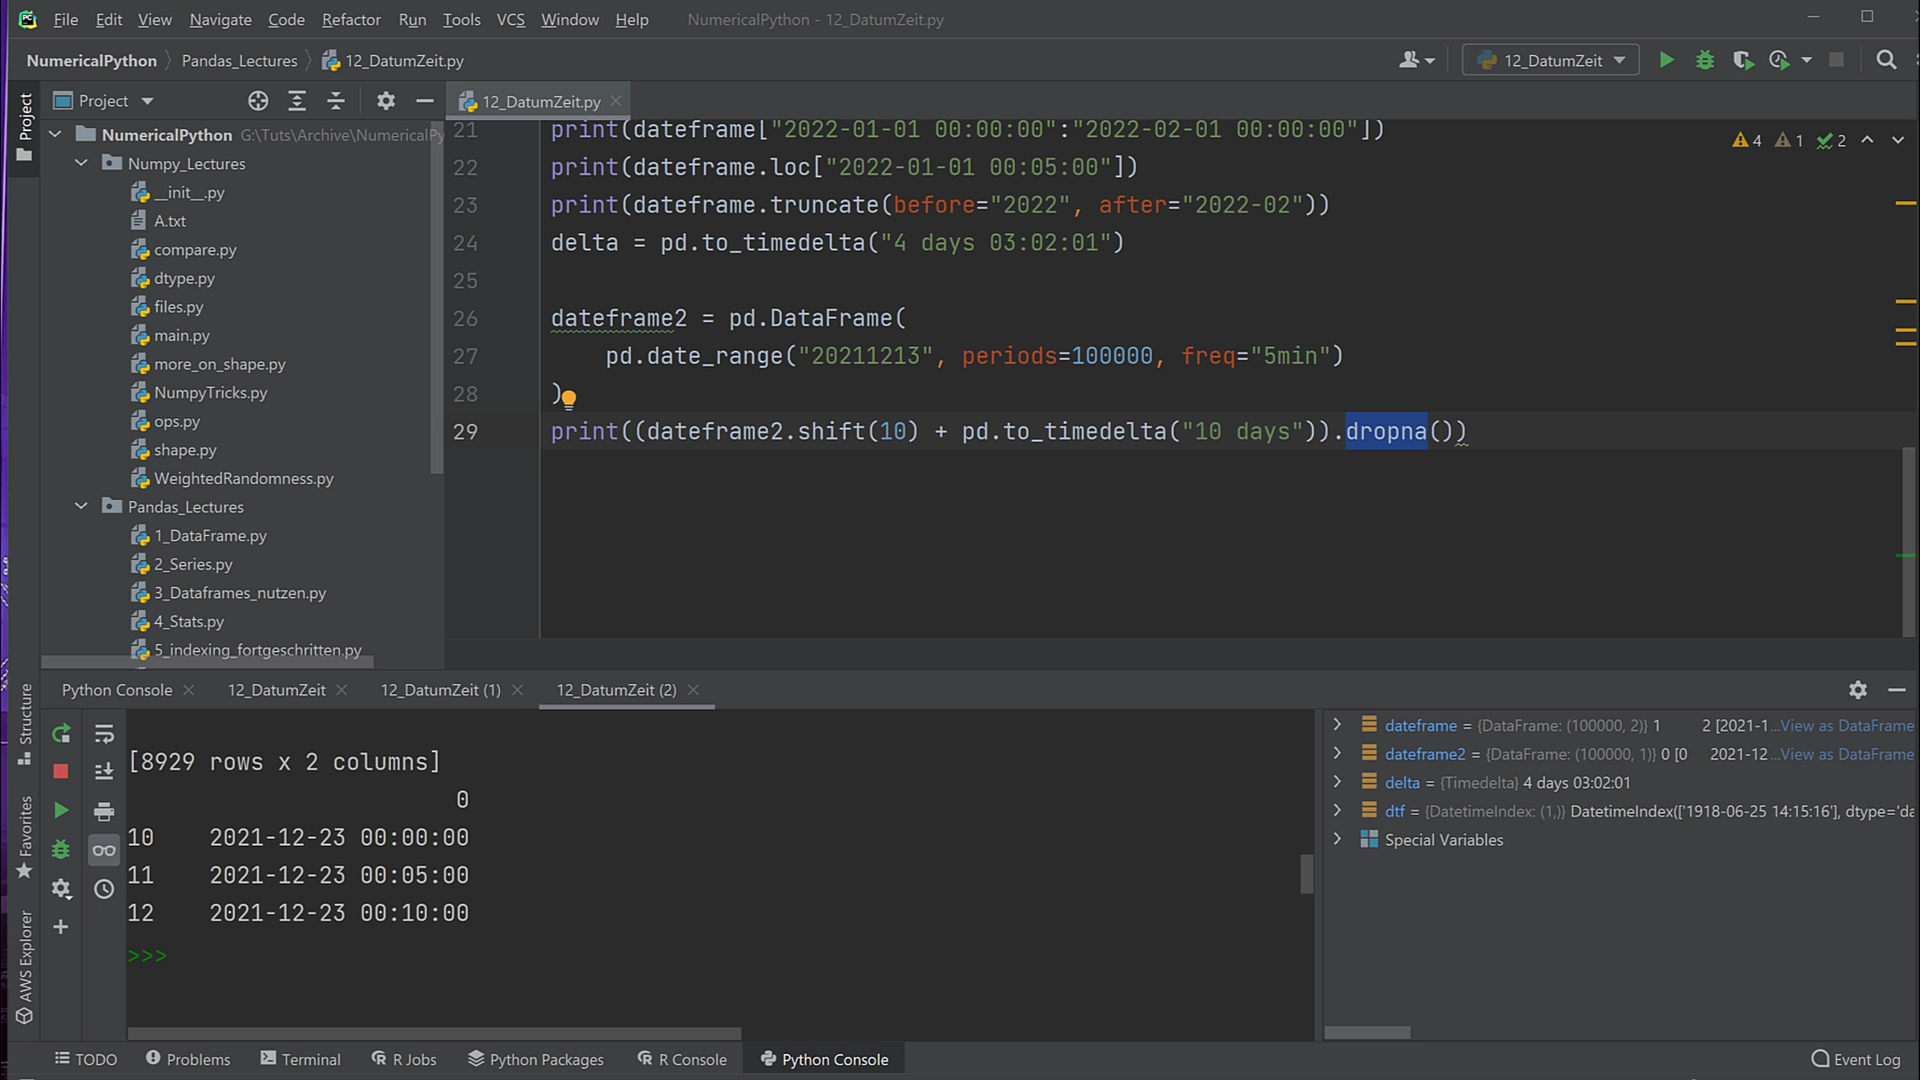 File Edit View Navigate Code Refactor Run Tools VCS Window Help NumericalPython - 12_DatumZeit.py
NumericalPython Pandas_Lectures 12_DatumZeit.py 12_DatumZeit
Project
Project
12_DatumZeit.py
NumericalPython G:\Tuts\Archive\NumericalPy
Numpy_Lectures
__init__.py
A.txt
compare.py
dtype.py
files.py
main.py
more_on_shape.py
NumpyTricks.py
ops.py
shape.py
WeightedRandomness.py
Pandas_Lectures
1_DataFrame.py
2_Series.py
3_Dataframes_nutzen.py
4_Stats.py
5_indexing_fortgeschritten.py
4 1 2
21 print(dateframe["2022-01-01 00:00:00":"2022-02-01 00:00:00"])
22 print(dateframe.loc["2022-01-01 00:05:00"])
23 print(dateframe.truncate(before="2022", after="2022-02"))
24 delta = pd.to_timedelta("4 days 03:02:01")
25
26 dateframe2 = pd.DataFrame(
27 pd.date_range("20211213", periods=100000, freq="5min")
28 )
29 print((dateframe2.shift(10) + pd.to_timedelta("10 days")).dropna())
Python Console 12_DatumZeit 12_DatumZeit (1) 12_DatumZeit (2)
Structure
Favorites
AWS Explorer
[8929 rows x 2 columns]
0
10 2021-12-23 00:00:00
11 2021-12-23 00:05:00
12 2021-12-23 00:10:00
>>>
dateframe = {DataFrame: (100000, 2)} 1 2 [2021-1...View as DataFrame
dateframe2 = {DataFrame: (100000, 1)} 0 [0 2021-12...View as DataFrame
delta = {Timedelta} 4 days 03:02:01
dtf = {DatetimeIndex: (1,)} DatetimeIndex(['1918-06-25 14:15:16'], dtype='da
Special Variables
TODO Problems Terminal R Jobs Python Packages R Console Python Console Event Log